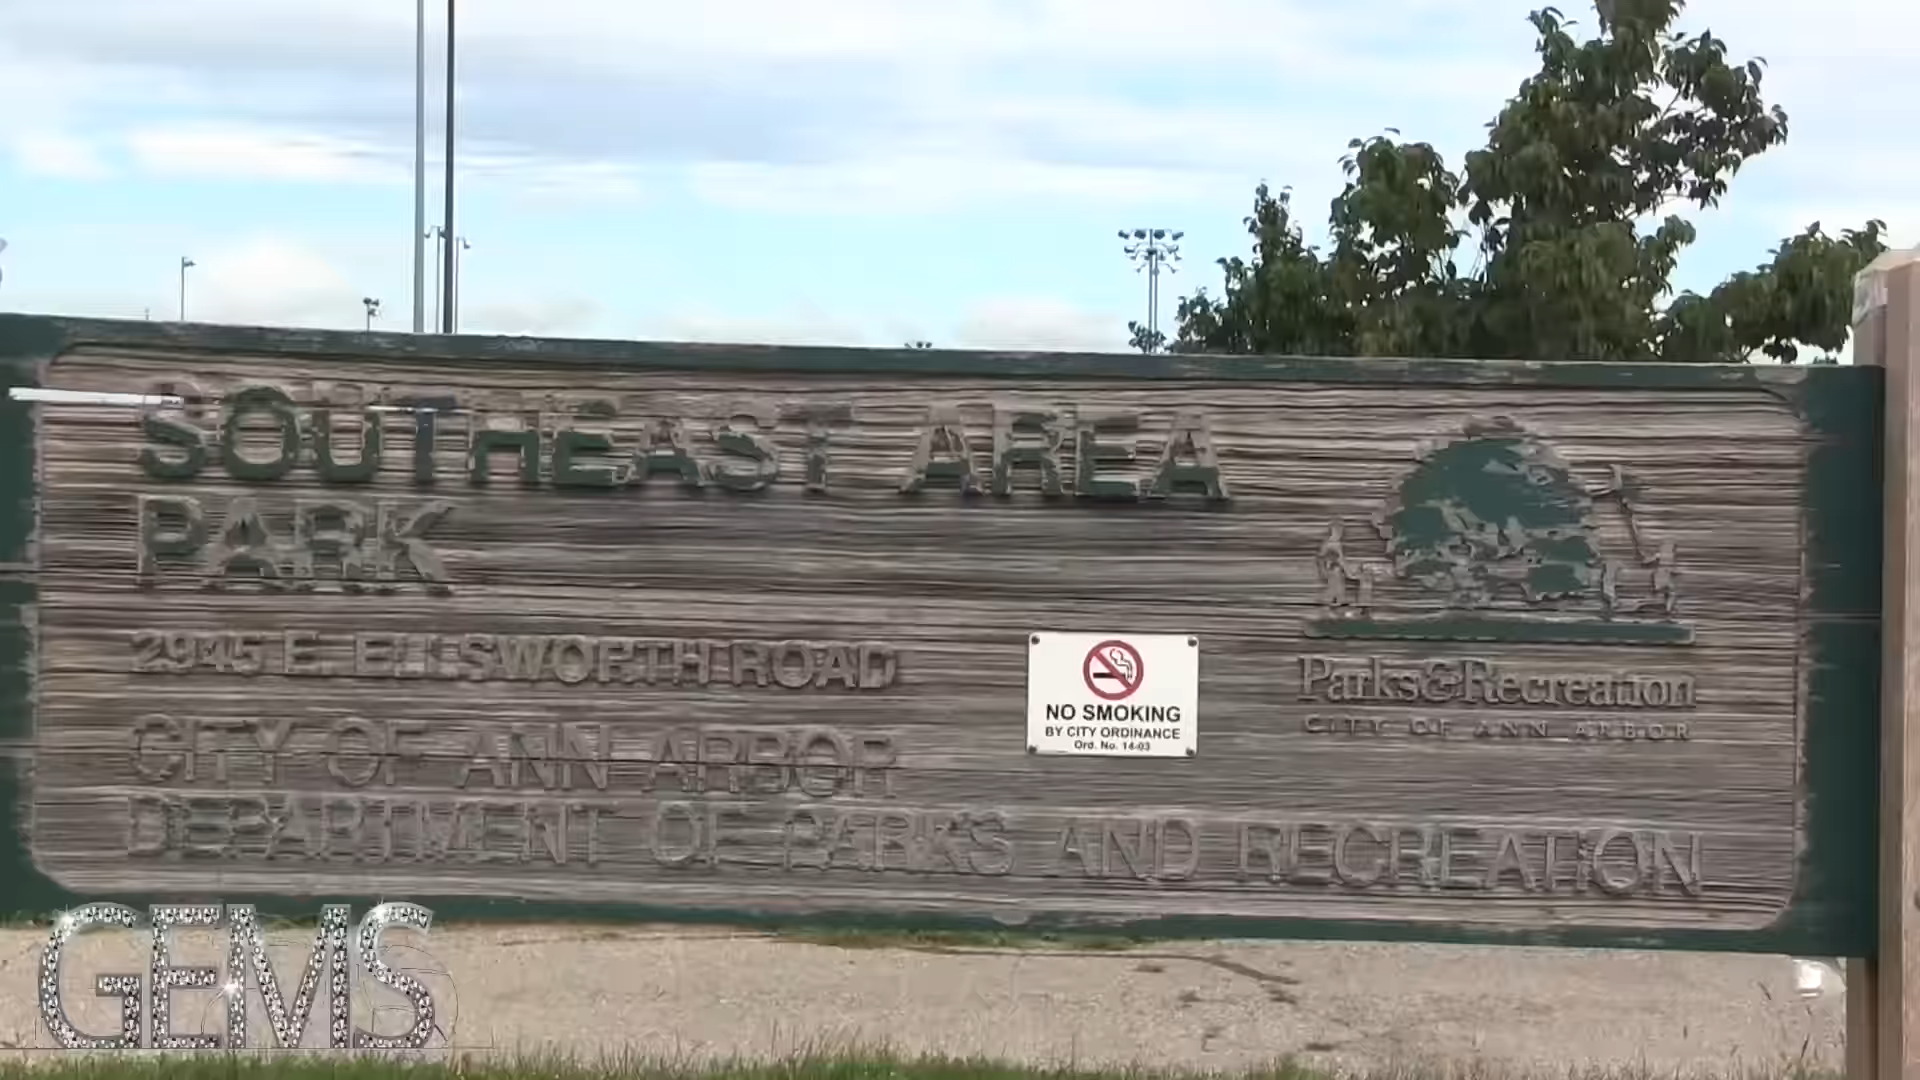 SOUTHEAST AREA
PARK
2945 E. ELLSWORTH ROAD
CITY OF ANN ARBOR
DEPARTMENT OF PARKS AND RECREATION
NO SMOKING
BY CITY ORDINANCE
Ord. No. 14-03
Parks&Recreation
CITY OF ANN ARBOR
GEMS